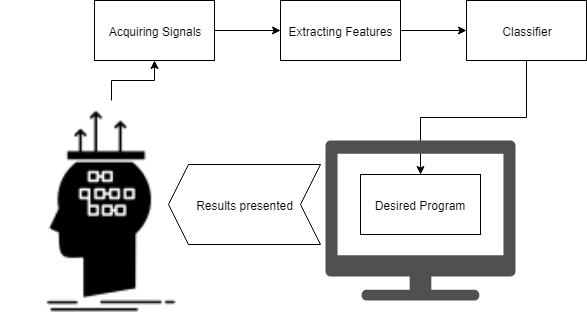 Acquiring Signals
Extracting Features
Classifier
Results presented
Desired Program